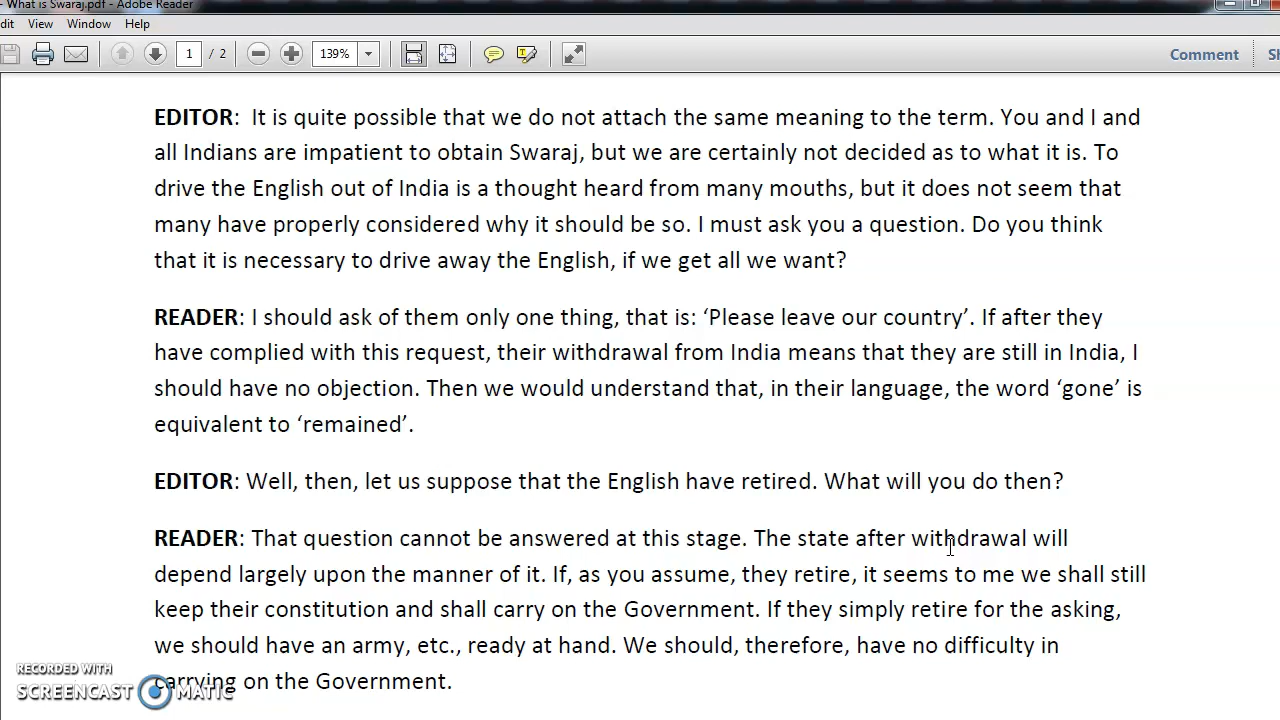 What is Swaraj.pdf - Adobe Reader
dit View Window Help
1 / 2 139% Comment
EDITOR: It is quite possible that we do not attach the same meaning to the term. You and I and
all Indians are impatient to obtain Swaraj, but we are certainly not decided as to what it is. To
drive the English out of India is a thought heard from many mouths, but it does not seem that
many have properly considered why it should be so. I must ask you a question. Do you think
that it is necessary to drive away the English, if we get all we want?
READER: I should ask of them only one thing, that is: ‘Please leave our country’. If after they
have complied with this request, their withdrawal from India means that they are still in India, I
should have no objection. Then we would understand that, in their language, the word ‘gone’ is
equivalent to ‘remained’.
EDITOR: Well, then, let us suppose that the English have retired. What will you do then?
READER: That question cannot be answered at this stage. The state after withdrawal will
depend largely upon the manner of it. If, as you assume, they retire, it seems to me we shall still
keep their constitution and shall carry on the Government. If they simply retire for the asking,
we should have an army, etc., ready at hand. We should, therefore, have no difficulty in
carrying on the Government.
RECORDED WITH
SCREENCAST MATIC